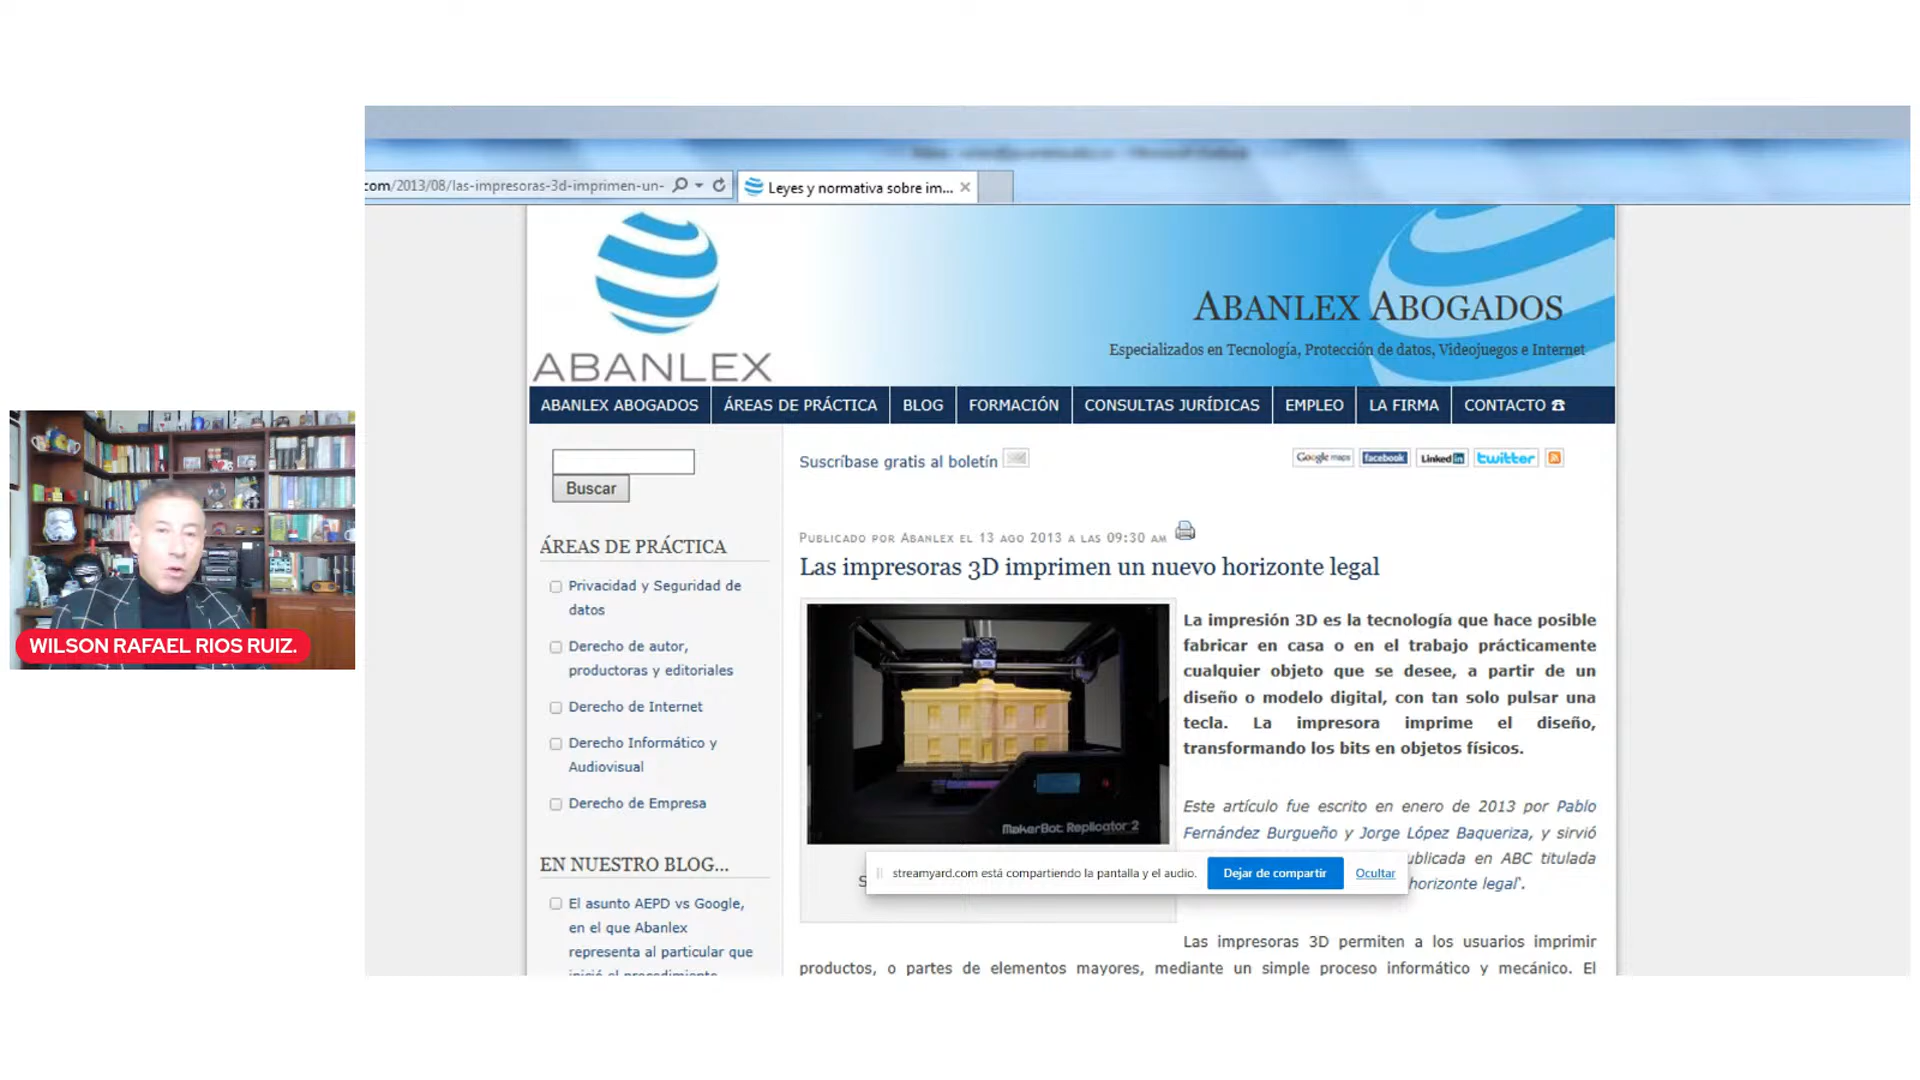 com/2013/08/las-impresoras-3d-imprimen-un-
Leyes y normativa sobre im...
ABANLEX
ABANLEX ABOGADOS
Especializados en Tecnología, Protección de datos, Videojuegos e Internet
ABANLEX ABOGADOS
ÁREAS DE PRÁCTICA
BLOG
FORMACIÓN
CONSULTAS JURÍDICAS
EMPLEO
LA FIRMA
CONTACTO
Suscríbase gratis al boletín
Google maps
facebook
Linked in
twitter
Buscar
ÁREAS DE PRÁCTICA
Privacidad y Seguridad de
datos
Derecho de autor,
productoras y editoriales
Derecho de Internet
Derecho Informático y
Audiovisual
Derecho de Empresa
EN NUESTRO BLOG...
El asunto AEPD vs Google,
en el que Abanlex
representa al particular que
inició el procedimiento
PUBLICADO POR ABANLEX EL 13 AGO 2013 A LAS 09:30 AM
Las impresoras 3D imprimen un nuevo horizonte legal
MakerBot Replicator 2
La impresión 3D es la tecnología que hace posible
fabricar en casa o en el trabajo prácticamente
cualquier objeto que se desee, a partir de un
diseño o modelo digital, con tan solo pulsar una
tecla. La impresora imprime el diseño,
transformando los bits en objetos físicos.
Este artículo fue escrito en enero de 2013 por Pablo
Fernández Burgueño y Jorge López Baqueriza, y sirvió
publicada en ABC titulada
horizonte legal'.
S
streamyard.com está compartiendo la pantalla y el audio.
Dejar de compartir
Ocultar
Las impresoras 3D permiten a los usuarios imprimir
productos, o partes de elementos mayores, mediante un simple proceso informático y mecánico. El
WILSON RAFAEL RIOS RUIZ.